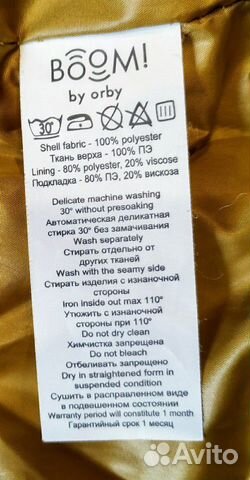 BOOM!
by orby
30°
Shell fabric - 100% polyester
Ткань верха - 100% ПЭ
Lining - 80% polyester, 20% viscose
Подкладка - 80% ПЭ, 20% вискоза
Delicate machine washing
30° without presoaking
Автоматическая деликатная
стирка 30° без замачивания
Wash separately
Стирать отдельно от
других тканей
Wash with the seamy side
Стирать изделия с изнаночной
стороны
Iron inside out max 110°
Утюжить с изнаночной
стороны при 110°
Do not dry clean
Химчистка запрещена
Do not bleach
Отбеливать запрещено
Dry in straightened form in
suspended condition
Сушить в расправленном виде
в подвешенном состоянии
Warranty period will constitute 1 month
Гарантийный срок 1 месяц
Avito